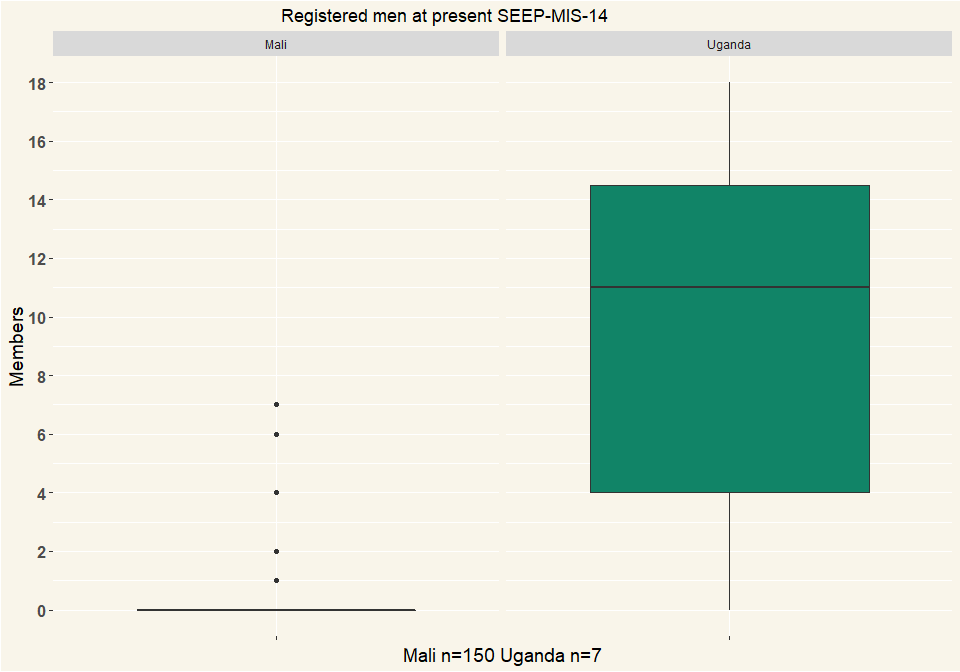 Registered men at present SEEP-MIS-14
Mali
Uganda
18
16
14
12
10
8
6
4
2
0
Members
Mali n=150 Uganda n=7